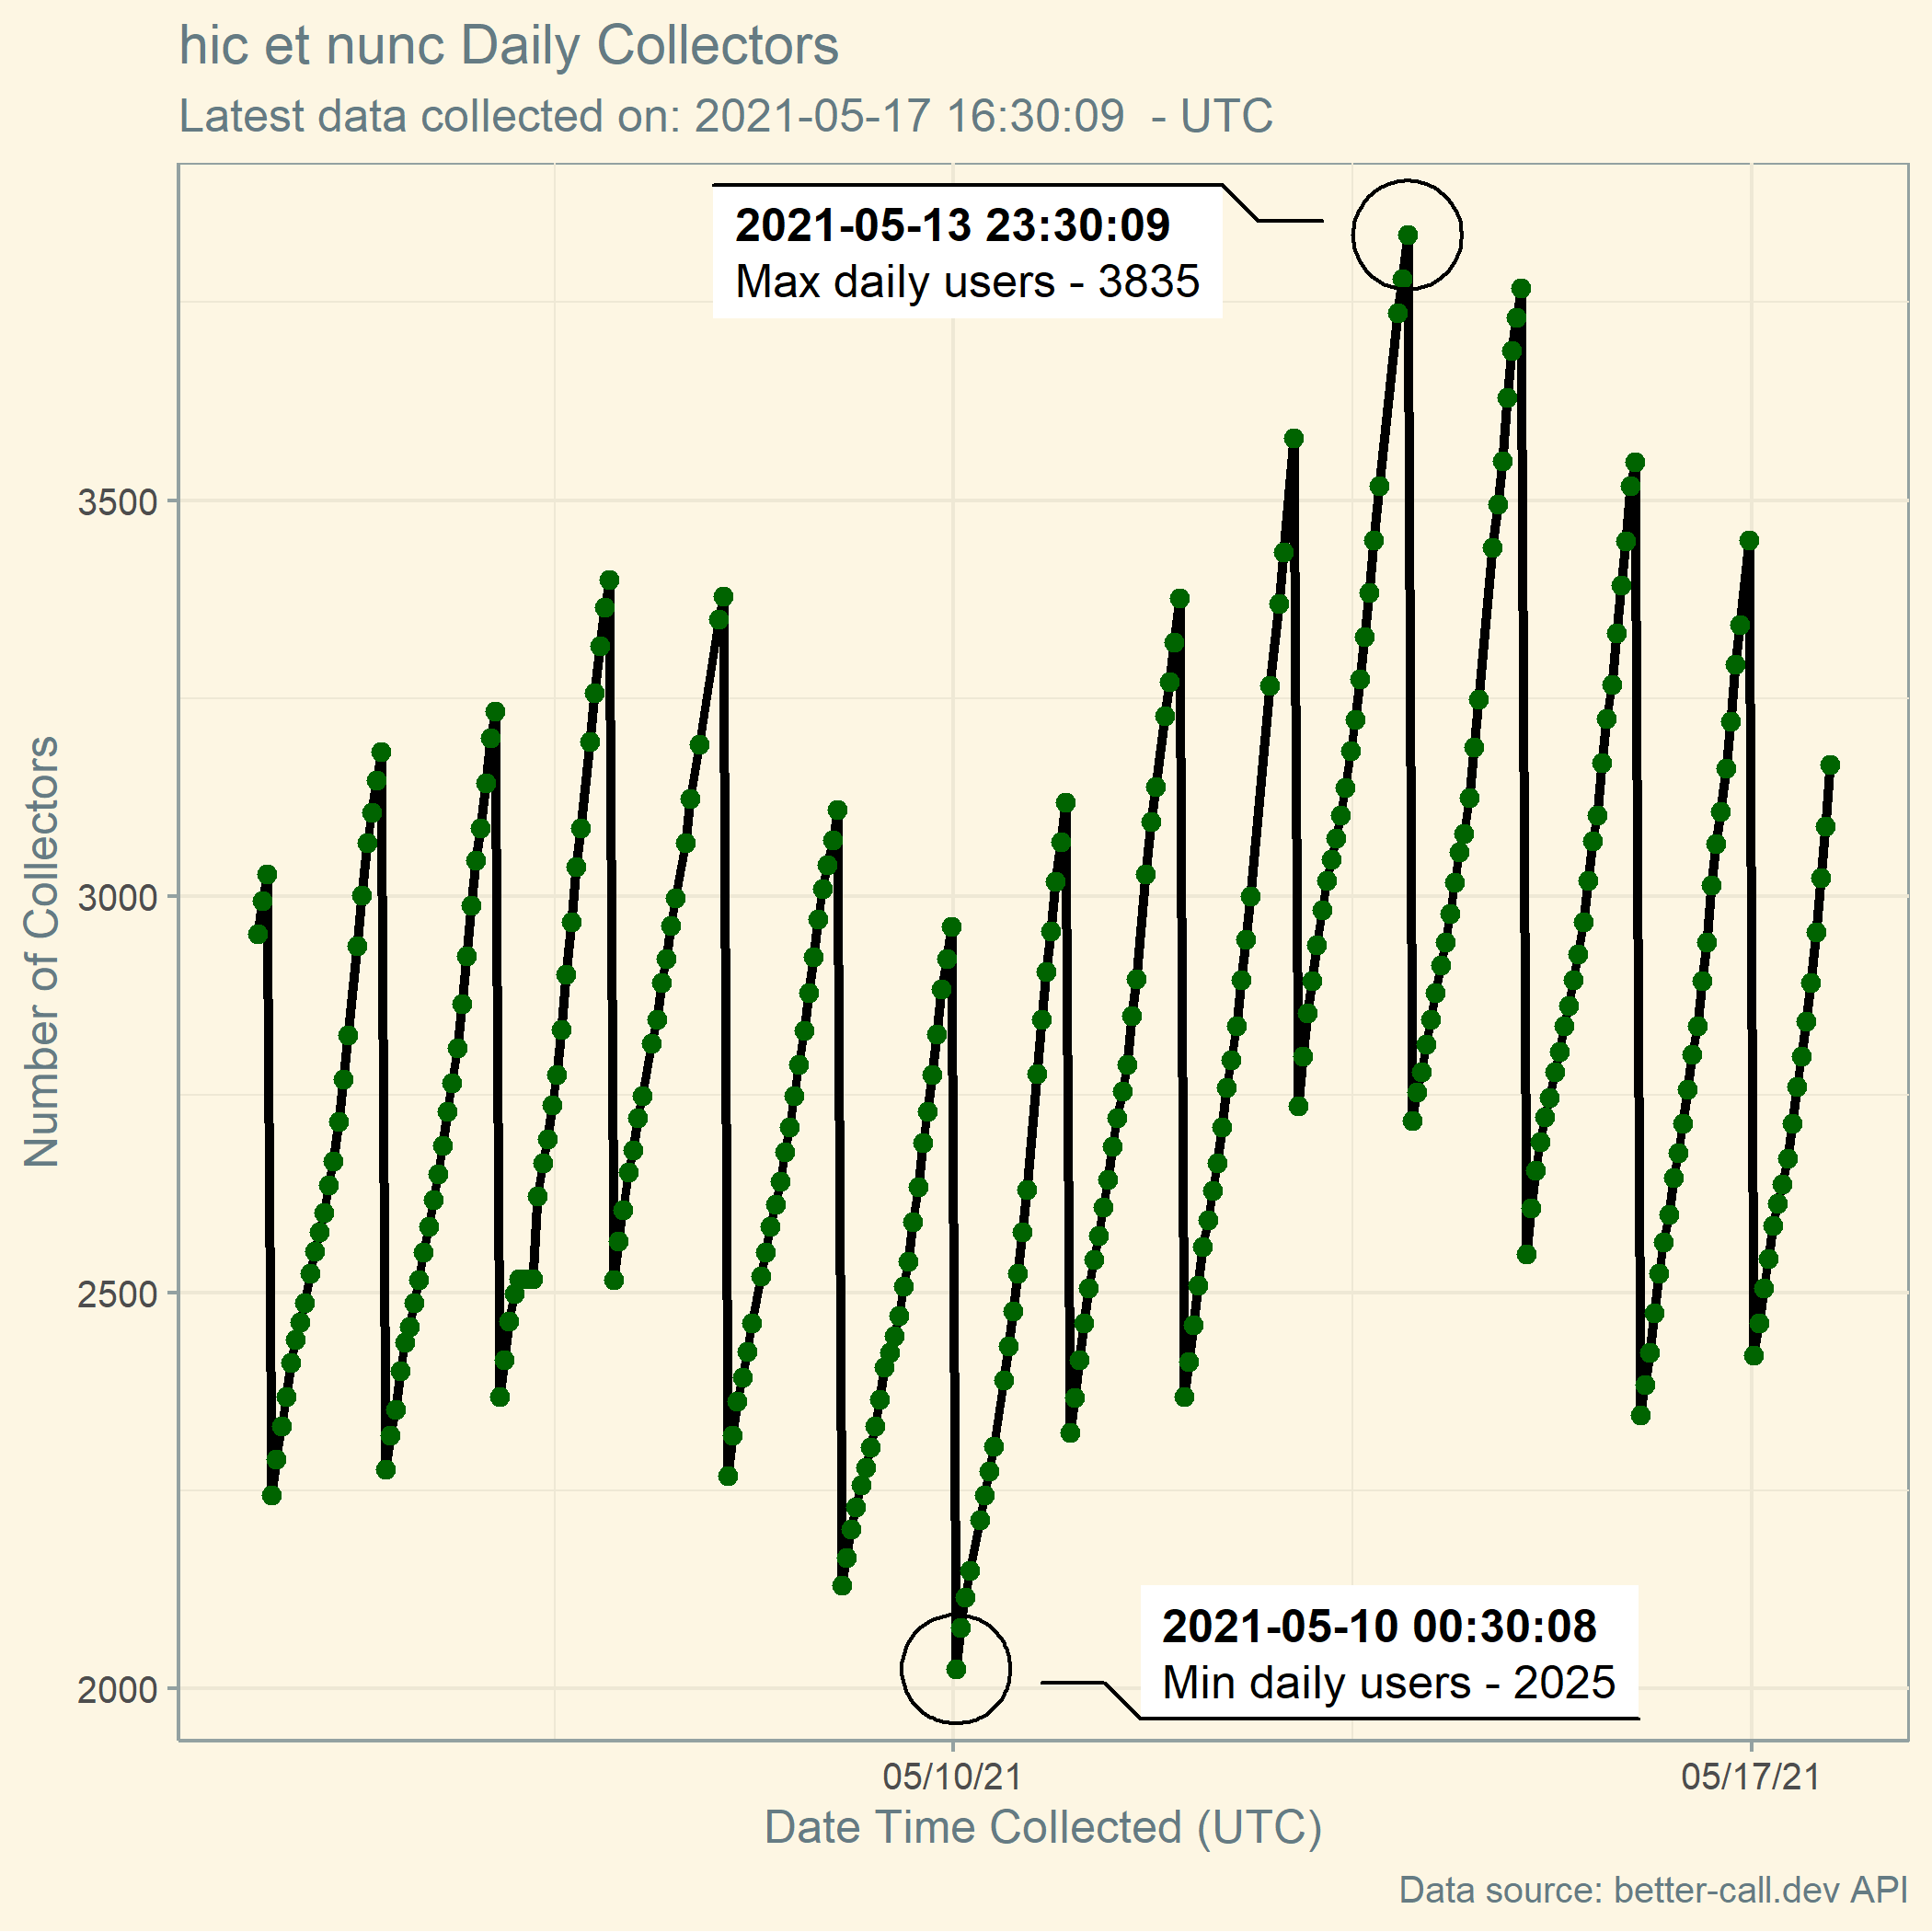 hic et nunc Daily Collectors
Latest data collected on: 2021-05-17 16:30:09  - UTC
2021-05-13 23:30:09
Max daily users - 3835
Number of Collectors
3500
3000
2500
2000
2021-05-10 00:30:08
Min daily users - 2025
05/10/21
05/17/21
Date Time Collected (UTC)
Data source: better-call.dev API